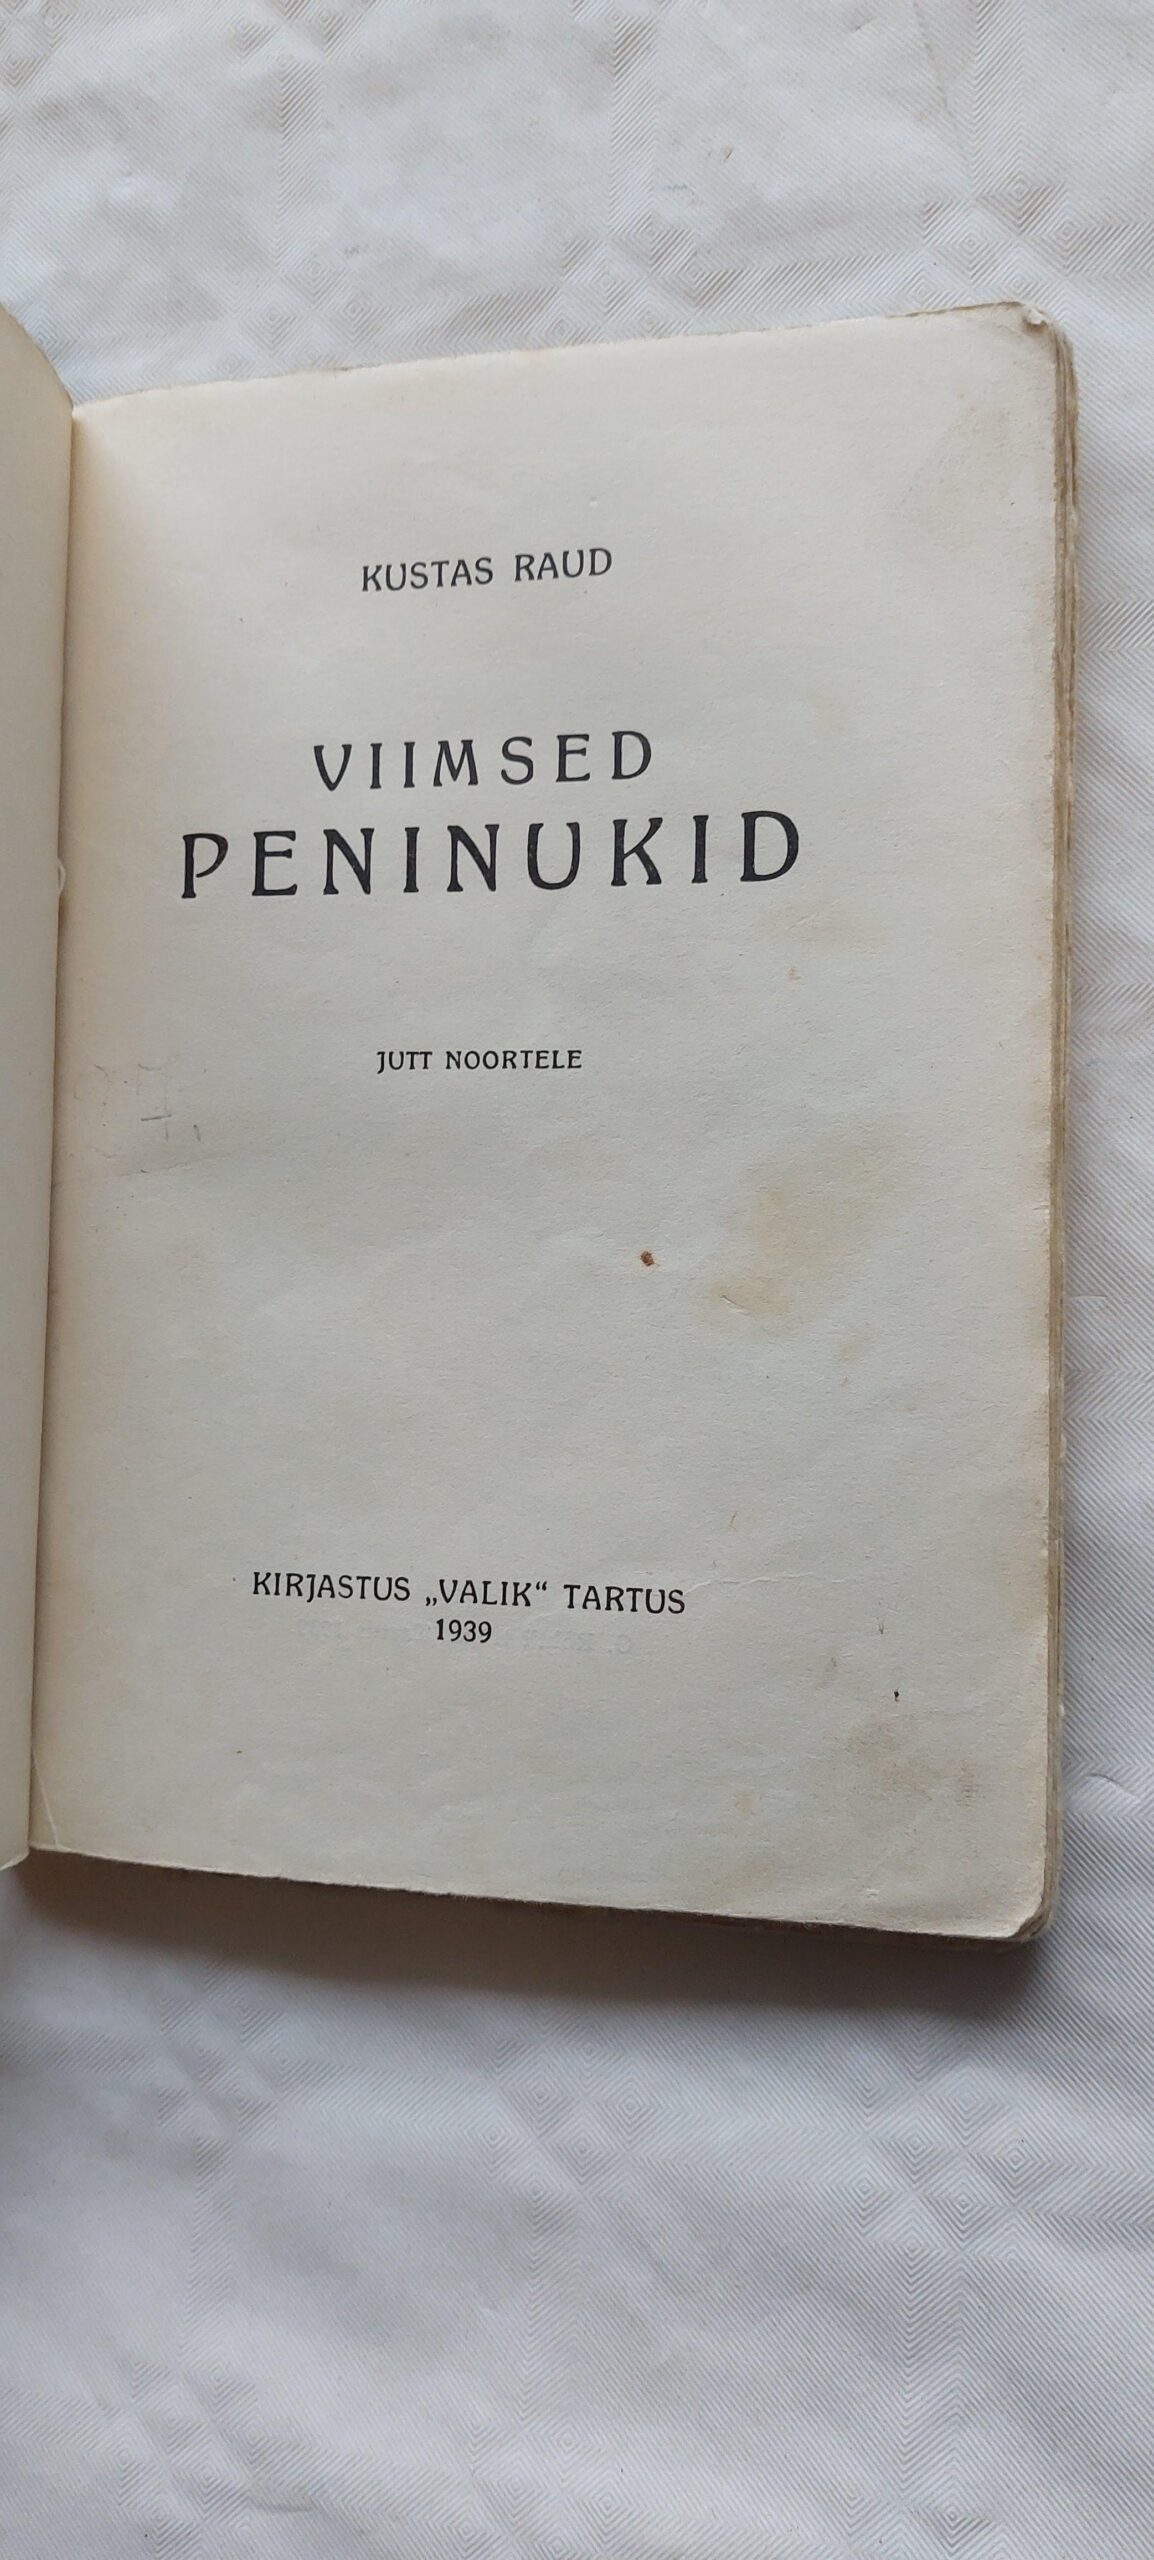 KUSTAS RAUD
VIIMSED
PENINUKID
JUTT NOORTELE
KIRJASTUS „VALIK“ TARTUS
1939